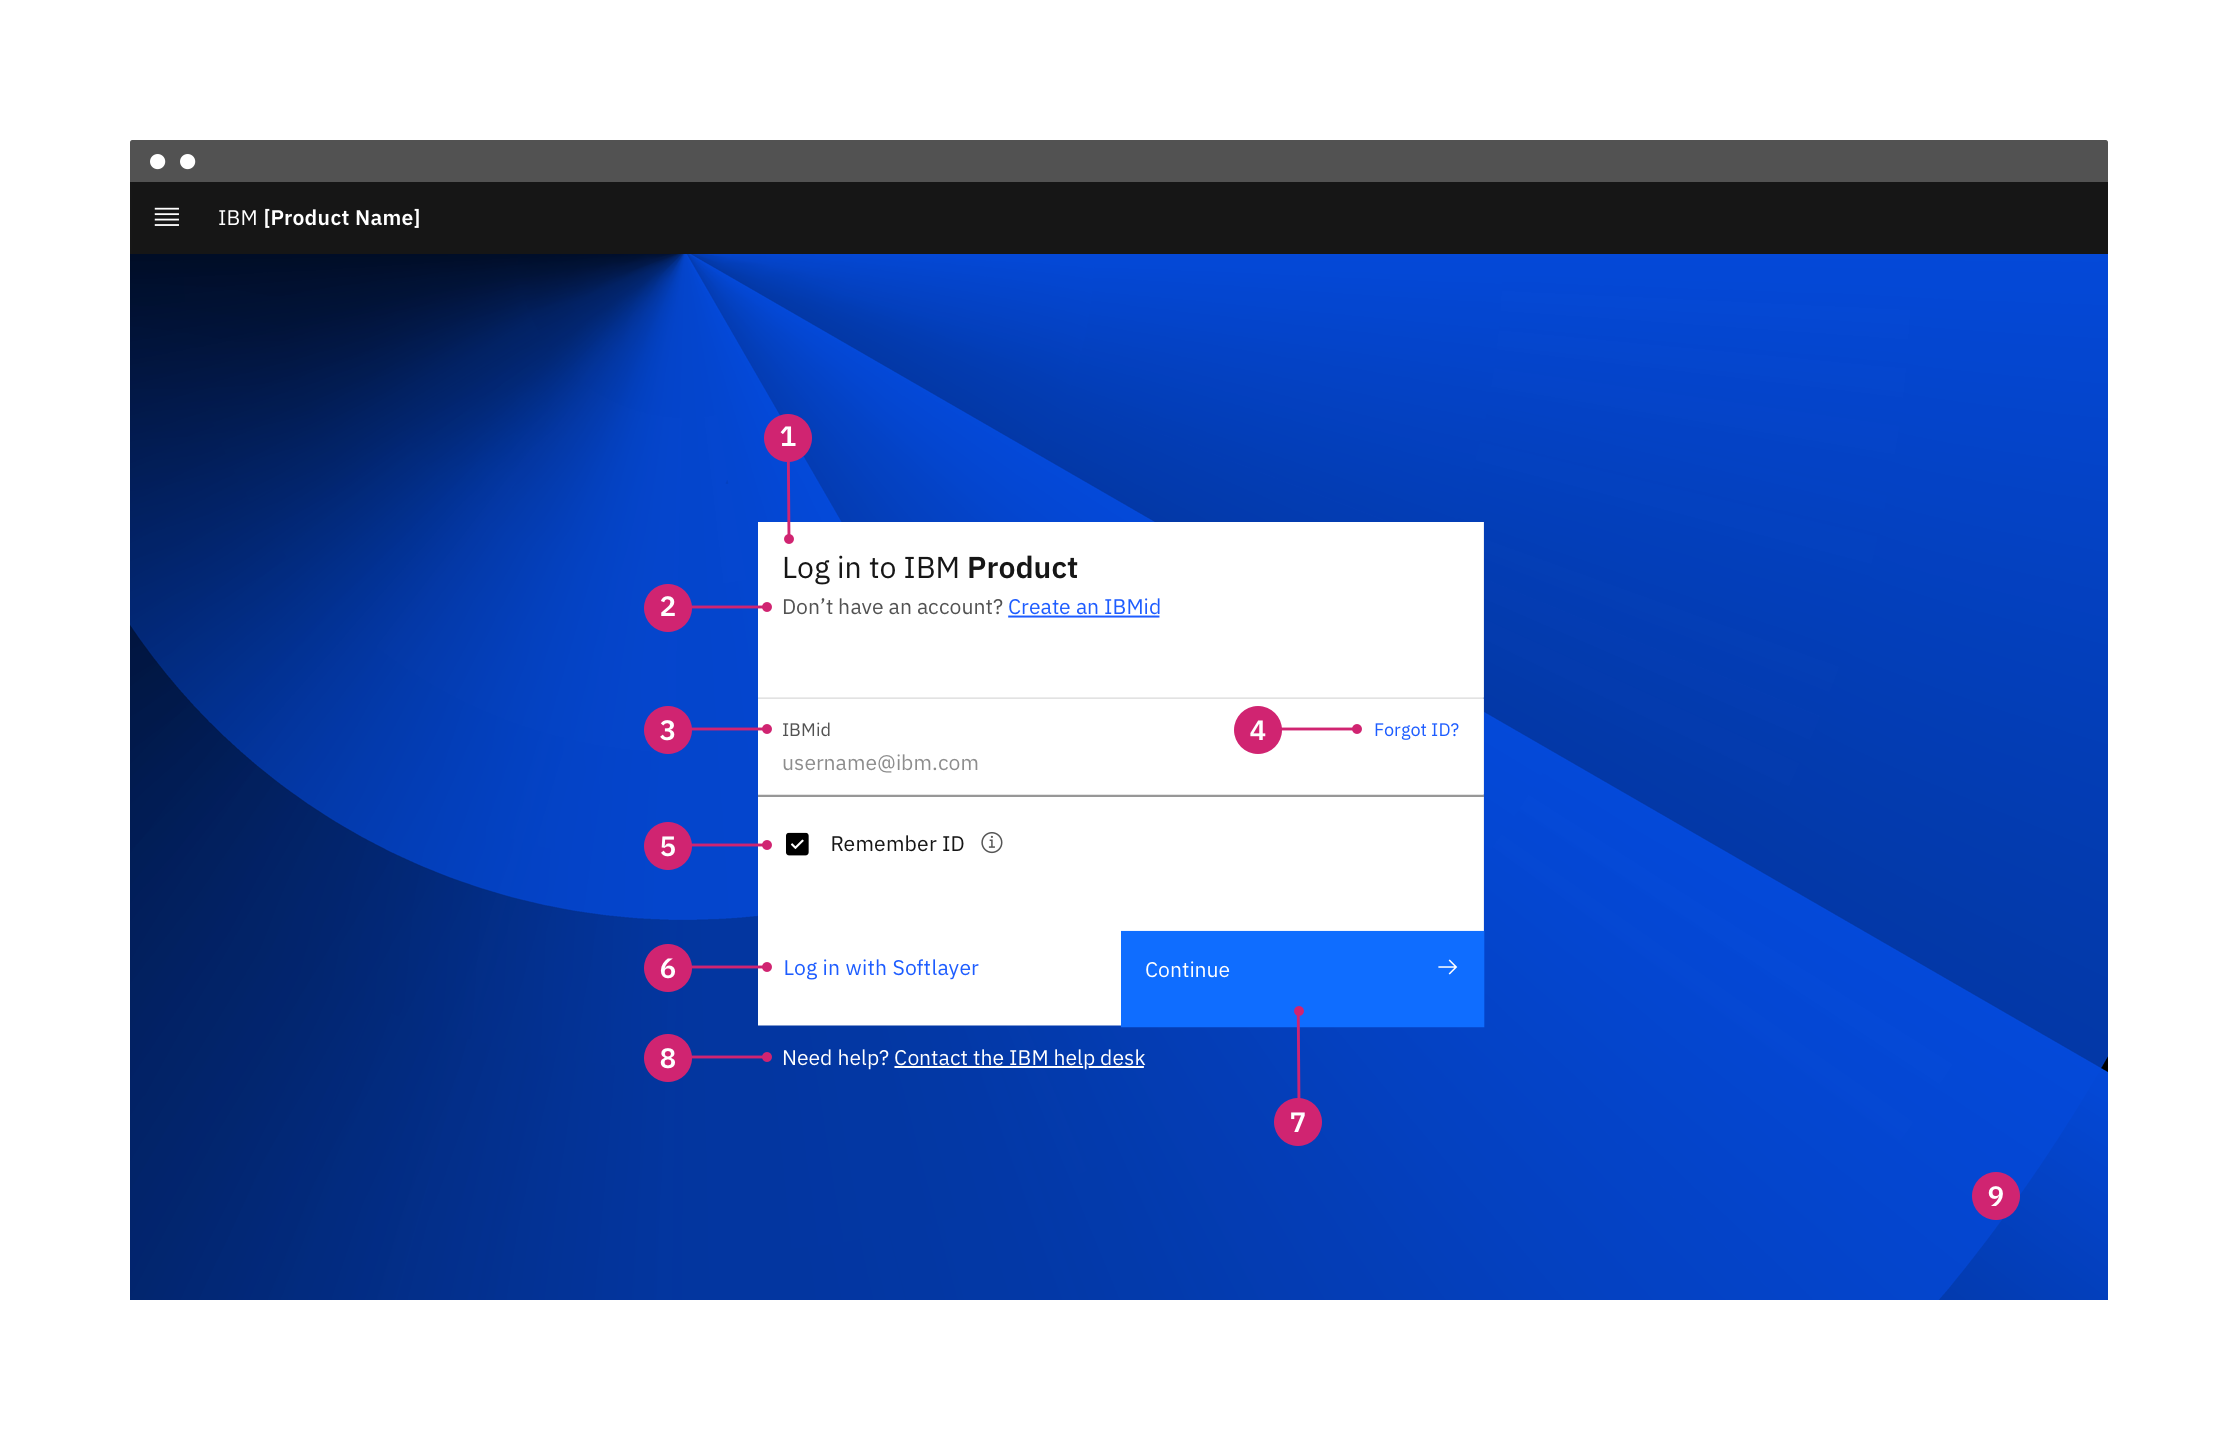 IBM [Product Name]
1
Log in to IBM Product
2 Don’t have an account? Create an IBMid
3 IBMid 4 Forgot ID?
username@ibm.com
5 Remember ID
6 Log in with Softlayer Continue
8 Need help? Contact the IBM help desk
7
9